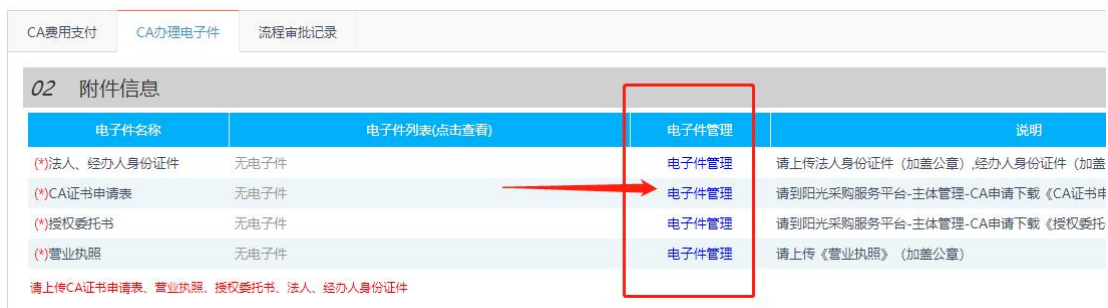 CA费用支付 CA办理电子件 流程审批记录
02 附件信息
电子件名称 电子件列表(点击查看) 电子件管理 说明
(*)法人、经办人身份证件 无电子件 电子件管理 请上传法人身份证件（加盖公章）,经办人身份证件（加盖
(*)CA证书申请表 无电子件 电子件管理 请到阳光采购服务平台-主体管理-CA申请下载《CA证书申
(*)授权委托书 无电子件 电子件管理 请到阳光采购服务平台-主体管理-CA申请下载《授权委托
(*)营业执照 无电子件 电子件管理 请上传《营业执照》（加盖公章）
请上传CA证书申请表、营业执照、授权委托书、法人、经办人身份证件